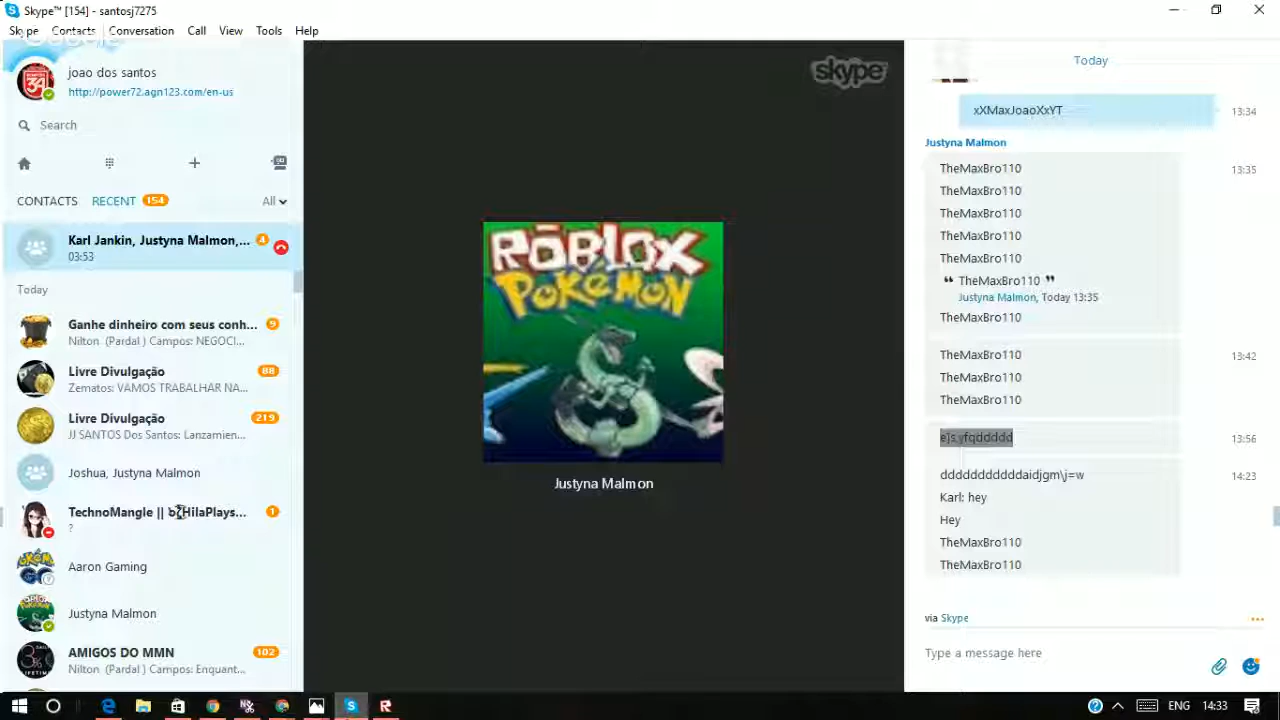 Skype™ [154] - santosj7275
Skype Contacts Conversation Call View Tools Help
joao dos santos
http://power72.agn123.com/en-us
Search
CONTACTS RECENT 154 All
Karl Jankin, Justyna Malmon,... 4
03:53
Today
Ganhe dinheiro com seus conh... 9
Nilton (Pardal ) Campos: NEGOCI...
Livre Divulgação 88
Zematos: VAMOS TRABALHAR NA...
Livre Divulgação 219
JJ SANTOS Dos Santos: Lanzamien...
Joshua, Justyna Malmon
TechnoMangle || HilaPlays... 1
?
Aaron Gaming
Justyna Malmon
AMIGOS DO MMN 102
Nilton (Pardal ) Campos: Enquant...
skype
ROBLOX
POKéMON
Justyna Malmon
Today
xXMaxJoaoXxYT 13:34
Justyna Malmon
TheMaxBro110 13:35
TheMaxBro110
TheMaxBro110
TheMaxBro110
TheMaxBro110
❝ TheMaxBro110 ❞
Justyna Malmon, Today 13:35
TheMaxBro110
TheMaxBro110 13:42
TheMaxBro110
TheMaxBro110
13:56
dddddddddddaidjgm\j=w 14:23
Karl: hey
Hey
TheMaxBro110
TheMaxBro110
via Skype
Type a message here
ENG 14:33